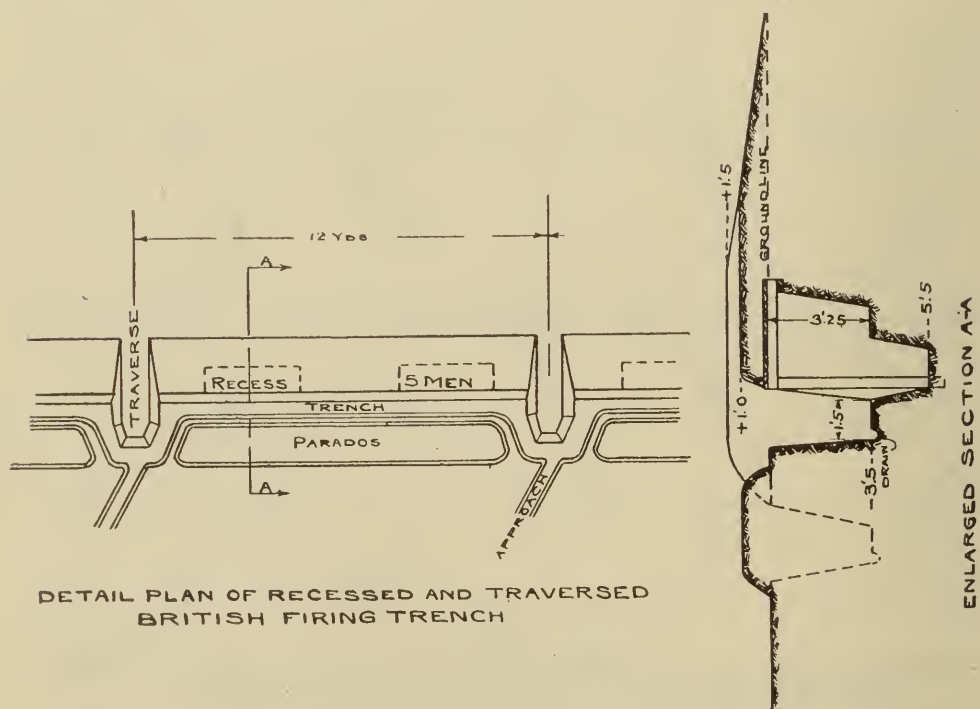 12 YDS
A
TRAVERSE
RECESS
5 MEN
TRENCH
PARADOS
A
APPROACH
DETAIL PLAN OF RECESSED AND TRAVERSED
BRITISH FIRING TRENCH
+1'.5
GROUNDLINE
3'.25
5'.5
+1'.0
1'.5"
3'.5
DRAIN
ENLARGED SECTION A-A